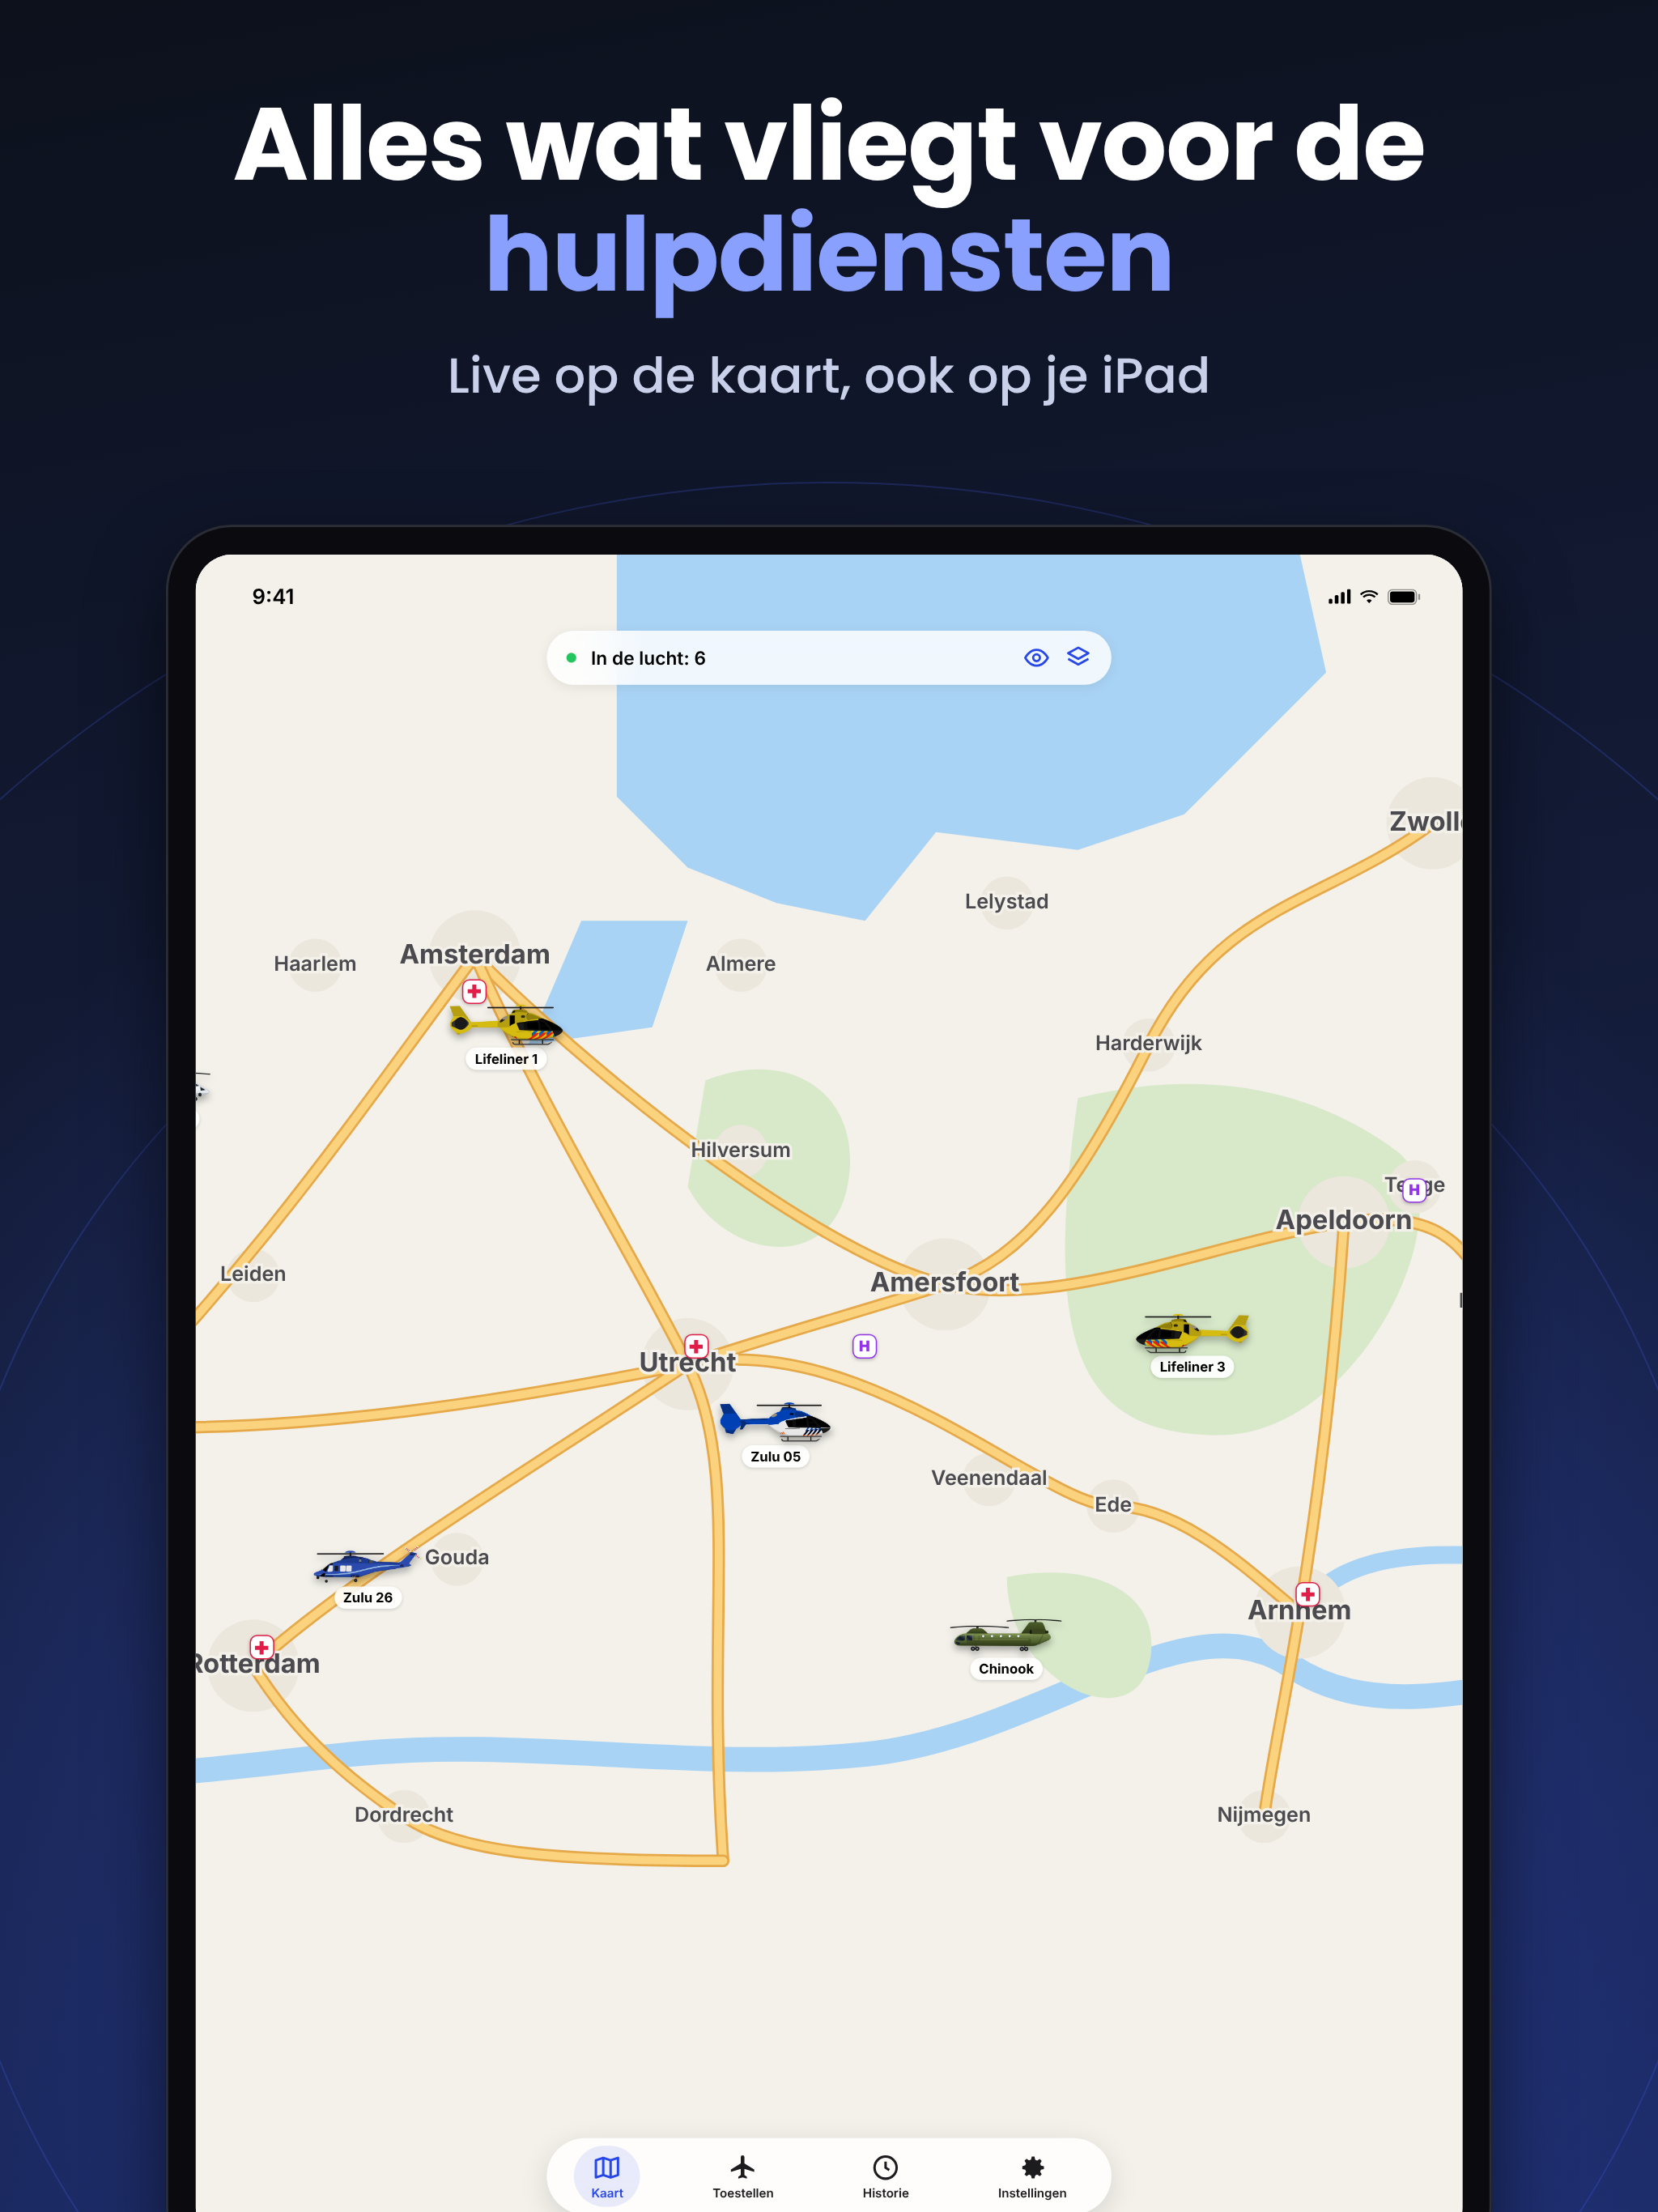 Alles wat vliegt voor de
hulpdiensten
Live op de kaart, ook op je iPad
9:41
In de lucht: 6
Lelystad
Haarlem
Amsterdam
Almere
Lifeliner 1
Harderwijk
Hilversum
H
Apeldoorn
Leiden
Amersfoort
H
Utrecht
Lifeliner 3
Zulu 05
Veenendaal
Ede
Gouda
Zulu 26
Arnhem
Rotterdam
Chinook
Dordrecht
Nijmegen
Kaart
Toestellen
Historie
Instellingen